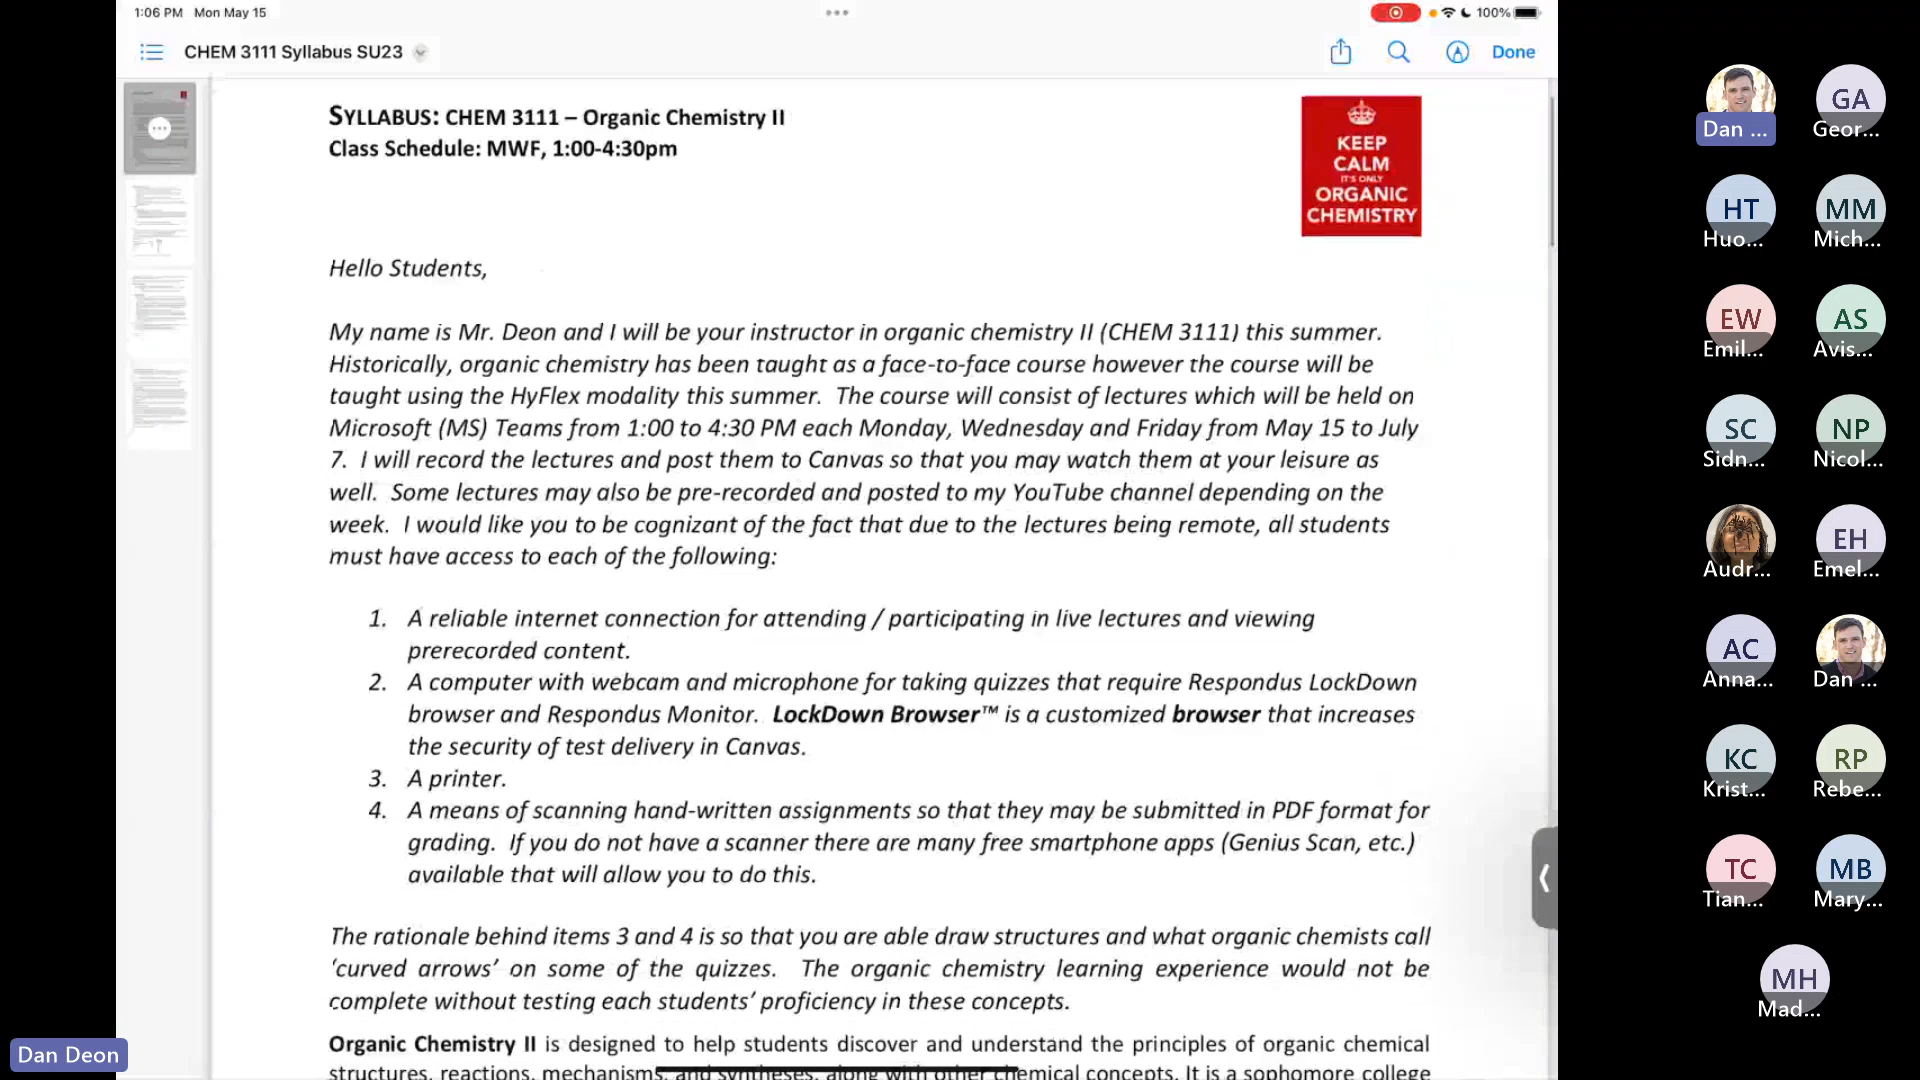 1:06 PM Mon May 15
100%
CHEM 3111 Syllabus SU23
Done
SYLLABUS: CHEM 3111 – Organic Chemistry II
Class Schedule: MWF, 1:00-4:30pm
KEEP
CALM
IT'S ONLY
ORGANIC
CHEMISTRY
Hello Students,
My name is Mr. Deon and I will be your instructor in organic chemistry II (CHEM 3111) this summer.
Historically, organic chemistry has been taught as a face-to-face course however the course will be
taught using the HyFlex modality this summer. The course will consist of lectures which will be held on
Microsoft (MS) Teams from 1:00 to 4:30 PM each Monday, Wednesday and Friday from May 15 to July
7. I will record the lectures and post them to Canvas so that you may watch them at your leisure as
well. Some lectures may also be pre-recorded and posted to my YouTube channel depending on the
week. I would like you to be cognizant of the fact that due to the lectures being remote, all students
must have access to each of the following:
1. A reliable internet connection for attending / participating in live lectures and viewing
prerecorded content.
2. A computer with webcam and microphone for taking quizzes that require Respondus LockDown
browser and Respondus Monitor. LockDown Browser™ is a customized browser that increases
the security of test delivery in Canvas.
3. A printer.
4. A means of scanning hand-written assignments so that they may be submitted in PDF format for
grading. If you do not have a scanner there are many free smartphone apps (Genius Scan, etc.)
available that will allow you to do this.
The rationale behind items 3 and 4 is so that you are able draw structures and what organic chemists call
‘curved arrows’ on some of the quizzes. The organic chemistry learning experience would not be
complete without testing each students’ proficiency in these concepts.
Organic Chemistry II is designed to help students discover and understand the principles of organic chemical
structures, reactions, mechanisms, and syntheses, along with other chemical concepts. It is a sophomore college
Dan Deon
Dan ...
GA
Geor...
HT
Huo...
MM
Mich...
EW
Emil...
AS
Avis...
SC
Sidn...
NP
Nicol...
Audr...
EH
Emel...
AC
Anna...
Dan ...
KC
Krist...
RP
Rebe...
TC
Tian...
MB
Mary...
MH
Mad...